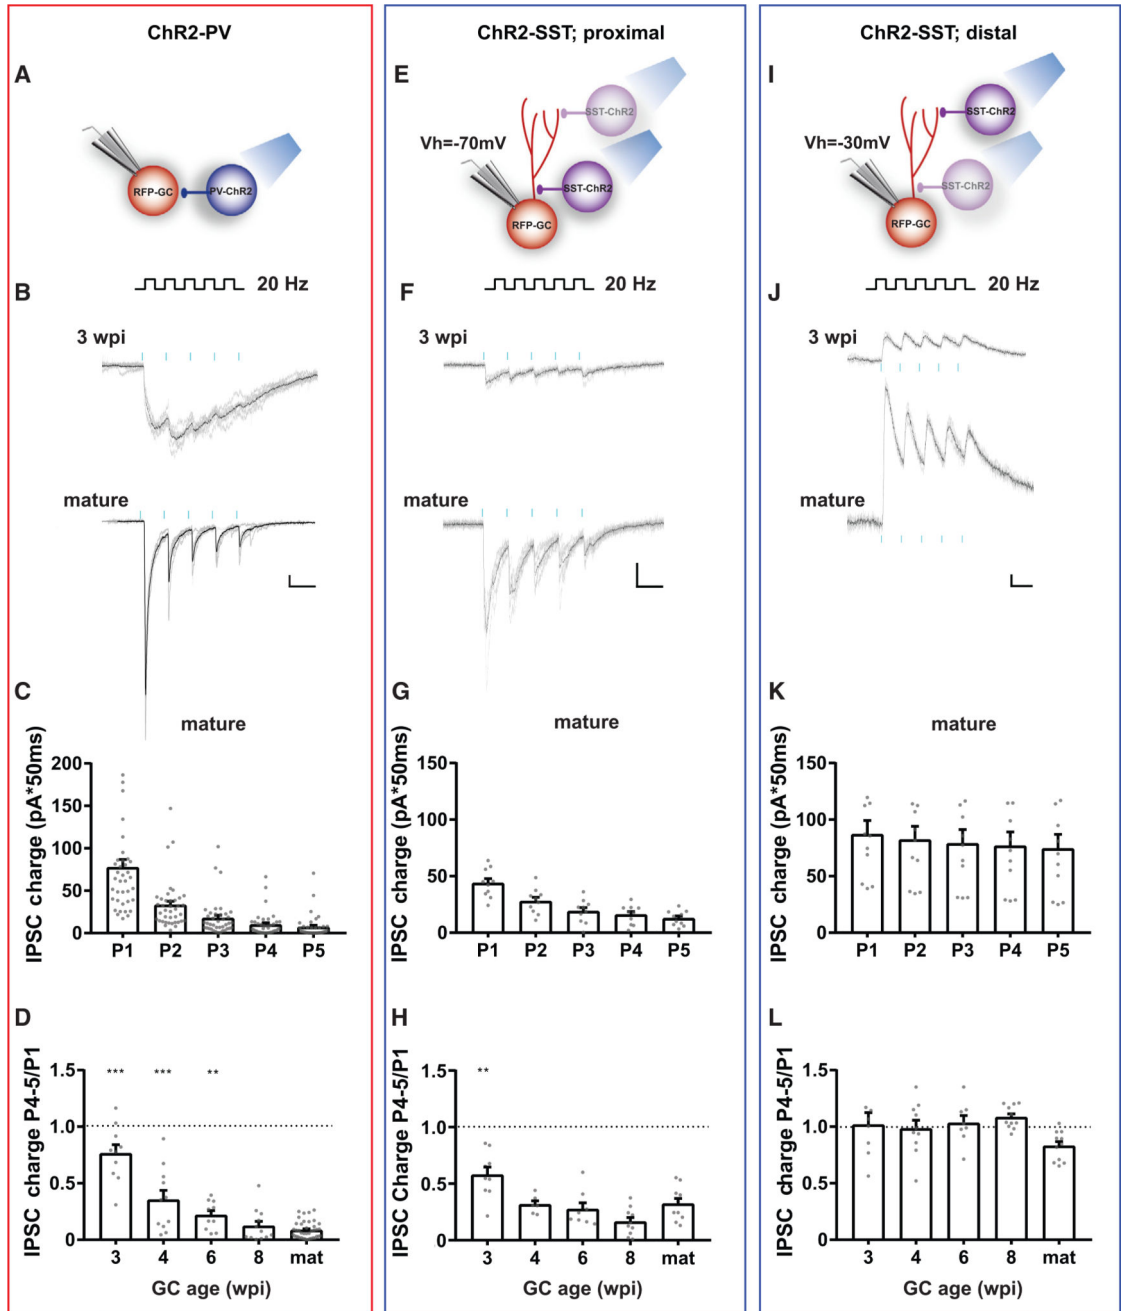 ChR2-PV
A
RFP-GC
PV-ChR2
B
20 Hz
3 wpi
mature
C
mature
IPSC charge (pA*50ms)
200
150
100
50
0
P1 P2 P3 P4 P5
D
IPSC charge P4-5/P1
1.5
1.0
0.5
0
*** *** **
3 4 6 8 mat
GC age (wpi)
ChR2-SST; proximal
E
SST-ChR2
Vh=-70mV
SST-ChR2
RFP-GC
F
20 Hz
3 wpi
mature
G
mature
IPSC charge (pA*50ms)
150
100
50
0
P1 P2 P3 P4 P5
H
IPSC Charge P4-5/P1
1.5
1.0
0.5
0
**
3 4 6 8 mat
GC age (wpi)
ChR2-SST; distal
I
SST-ChR2
Vh=-30mV
SST-ChR2
RFP-GC
J
20 Hz
3 wpi
mature
K
mature
IPSC charge (pA*50ms)
150
100
50
0
P1 P2 P3 P4 P5
L
IPSC charge P4-5/P1
1.5
1.0
0.5
0
3 4 6 8 mat
GC age (wpi)